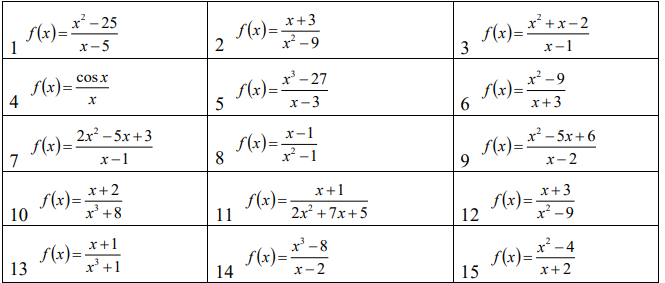 1 f(x)=(x²−25)/(x−5)
2 f(x)=(x+3)/(x²−9)
3 f(x)=(x²+x−2)/(x−1)
4 f(x)=cosx/x
5 f(x)=(x³−27)/(x−3)
6 f(x)=(x²−9)/(x+3)
7 f(x)=(2x²−5x+3)/(x−1)
8 f(x)=(x−1)/(x²−1)
9 f(x)=(x²−5x+6)/(x−2)
10 f(x)=(x+2)/(x³+8)
11 f(x)=(x+1)/(2x²+7x+5)
12 f(x)=(x+3)/(x²−9)
13 f(x)=(x+1)/(x³+1)
14 f(x)=(x³−8)/(x−2)
15 f(x)=(x²−4)/(x+2)